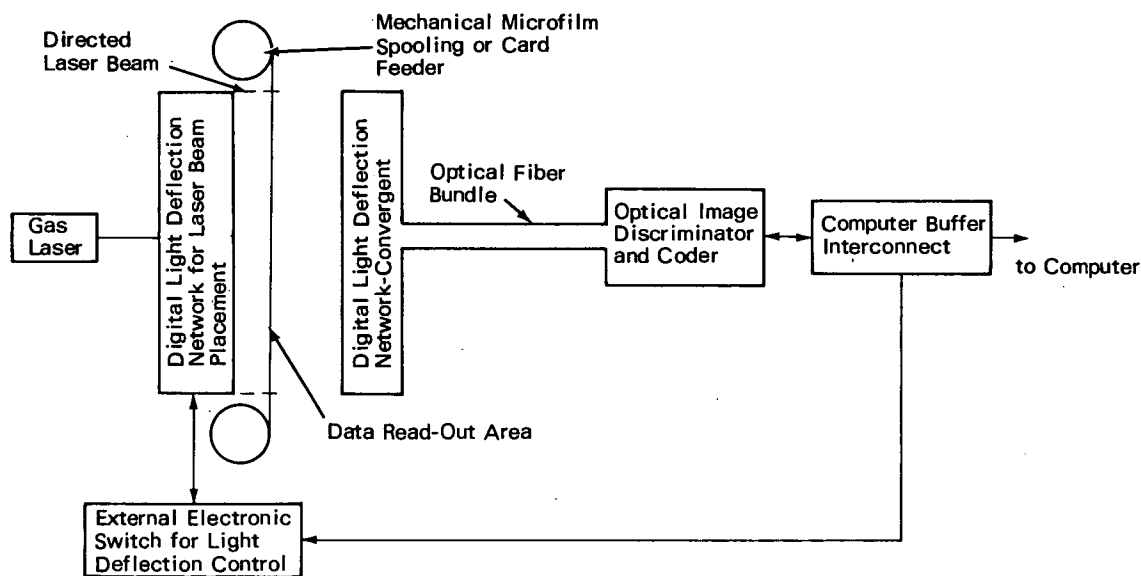 Directed
Laser Beam
Mechanical Microfilm
Spooling or Card
Feeder
Gas
Laser
Digital Light Deflection
Network for Laser Beam
Placement
Digital Light Deflection
Network-Convergent
Optical Fiber
Bundle
Optical Image
Discriminator
and Coder
Computer Buffer
Interconnect
to Computer
Data Read-Out Area
External Electronic
Switch for Light
Deflection Control